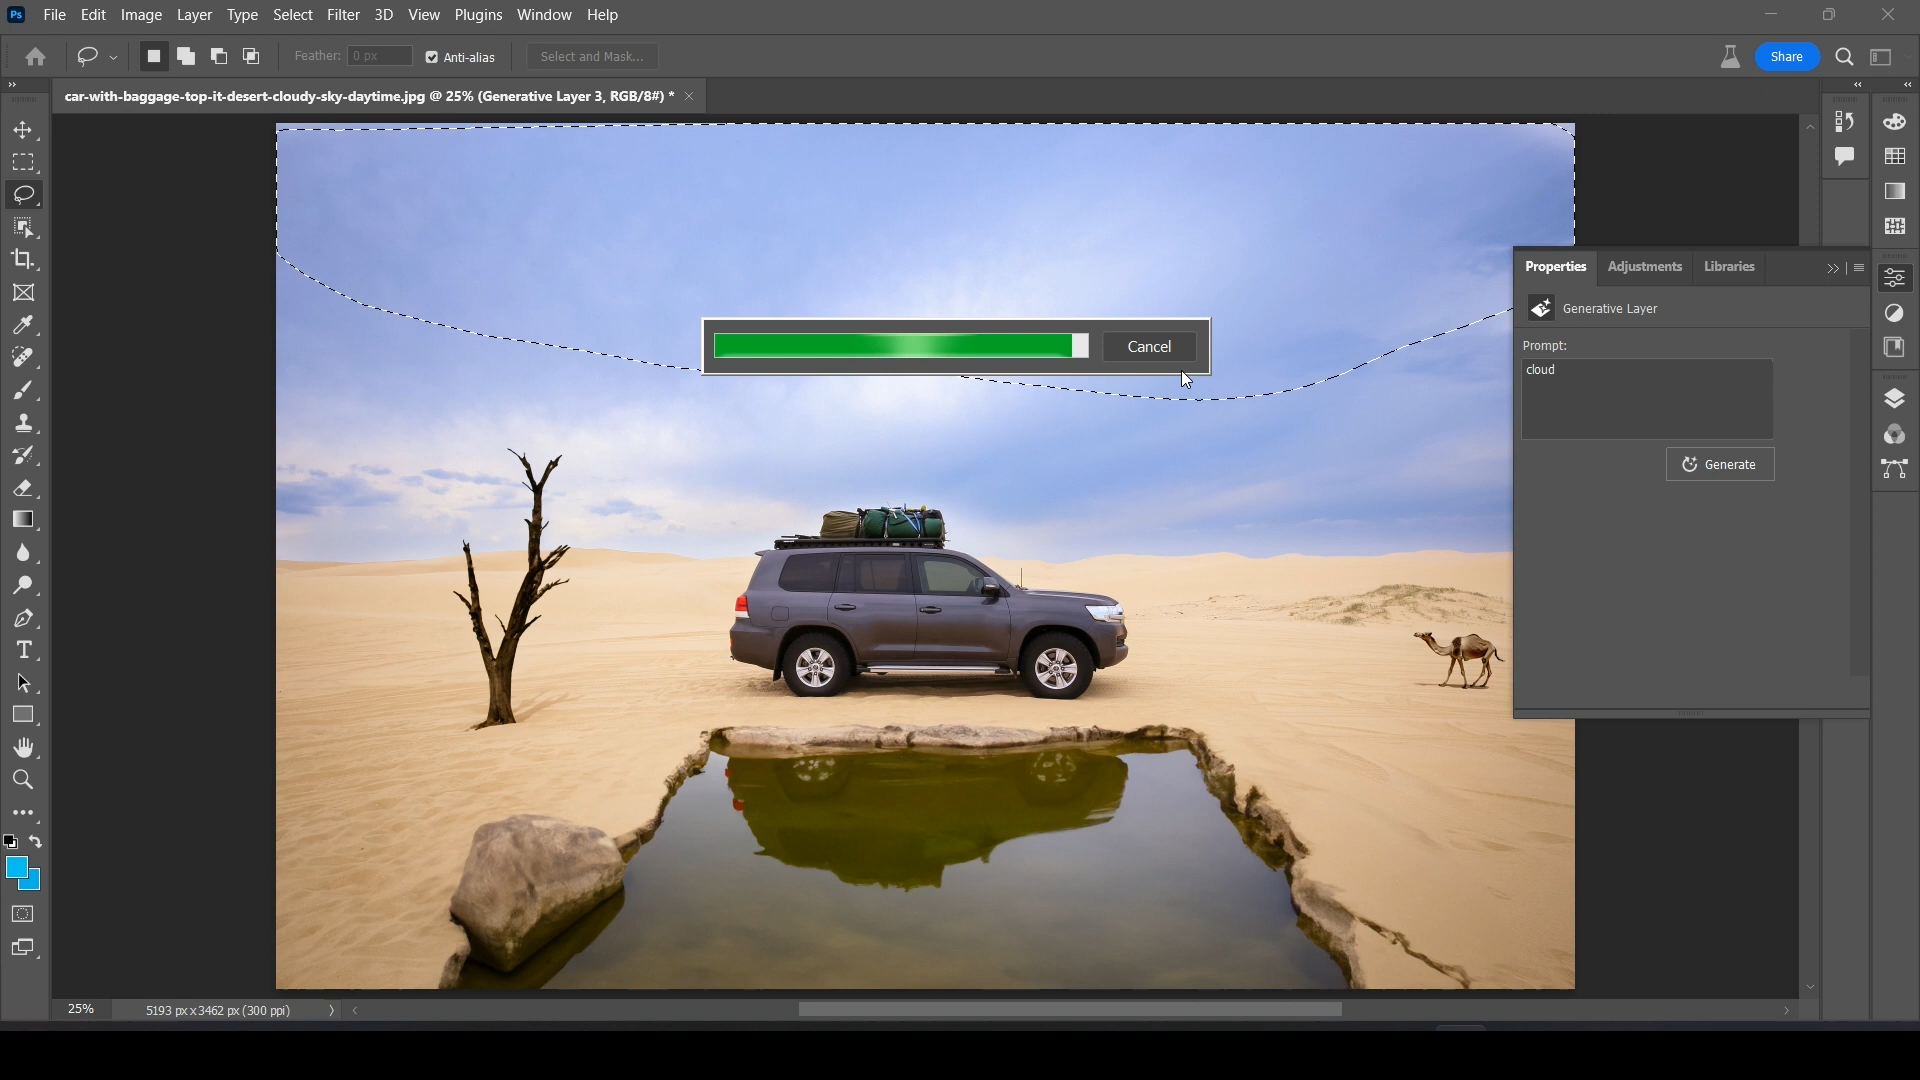 Ps File Edit Image Layer Type Select Filter 3D View Plugins Window Help
Feather: 0 px Anti-alias Select and Mask... Share
car-with-baggage-top-it-desert-cloudy-sky-daytime.jpg @ 25% (Generative Layer 3, RGB/8#) *
Properties Adjustments Libraries
Generative Layer
Prompt:
cloud
Cancel
Generate
25% 5193 px x 3462 px (300 ppi)